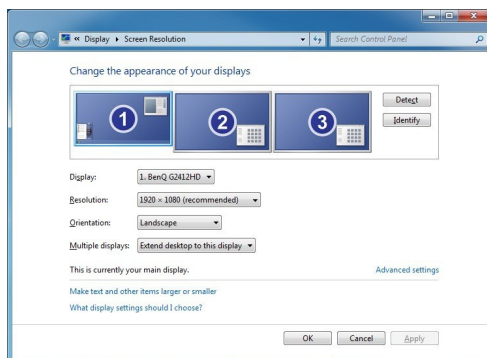 « Display ▸ Screen Resolution
Search Control Panel
Change the appearance of your displays
1
2
3
Detect
Identify
Display: 1. BenQ G2412HD
Resolution: 1920 × 1080 (recommended)
Orientation: Landscape
Multiple displays: Extend desktop to this display
This is currently your main display.
Advanced settings
Make text and other items larger or smaller
What display settings should I choose?
OK Cancel Apply